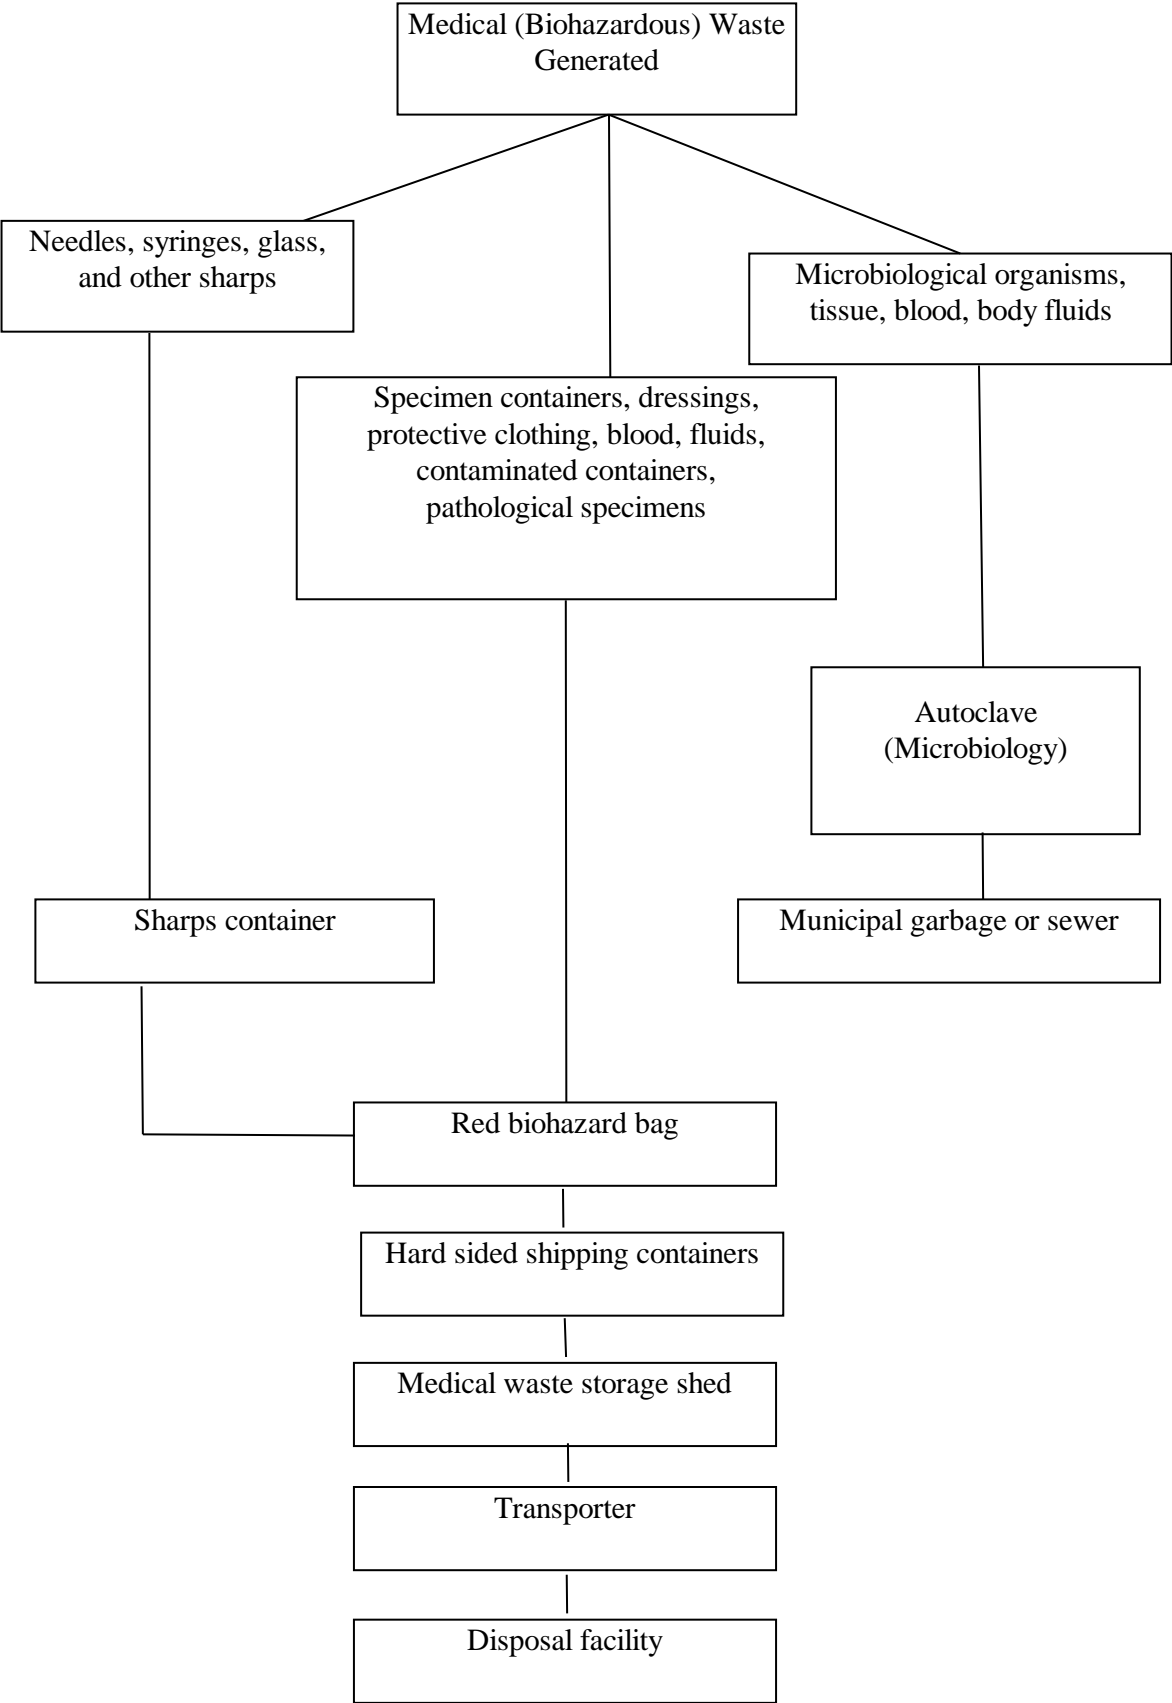 Medical (Biohazardous) Waste
Generated
Needles, syringes, glass,
and other sharps
Microbiological organisms,
tissue, blood, body fluids
Specimen containers, dressings,
protective clothing, blood, fluids,
contaminated containers,
pathological specimens
Autoclave
(Microbiology)
Sharps container
Municipal garbage or sewer
Red biohazard bag
Hard sided shipping containers
Medical waste storage shed
Transporter
Disposal facility